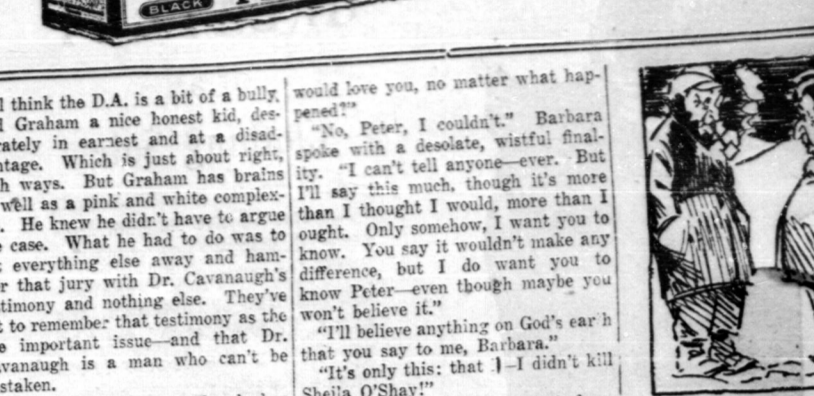 BLACK
l think the D.A. is a bit of a bully,
d Graham a nice honest kid, des-
rately in earnest and at a disad-
ntage. Which is just about right,
h ways. But Graham has brains
well as a pink and white complex-
. He knew he didn't have to argue
e case. What he had to do was to
everything else away and ham-
r that jury with Dr. Cavanaugh's
stimony and nothing else. They've
t to remember that testimony as the
e important issue—and that Dr.
avanaugh is a man who can't be
staken.
would love you, no matter what hap-
pened?"
"No, Peter, I couldn't." Barbara
spoke with a desolate, wistful final-
ity. "I can't tell anyone—ever. But
I'll say this much, though it's more
than I thought I would, more than I
ought. Only somehow, I want you to
know. You say it wouldn't make any
difference, but I do want you to
know Peter—even though maybe you
won't believe it."
"I'll believe anything on God's ear h
that you say to me, Barbara."
"It's only this: that I—I didn't kill
Sheila O'Shay!"